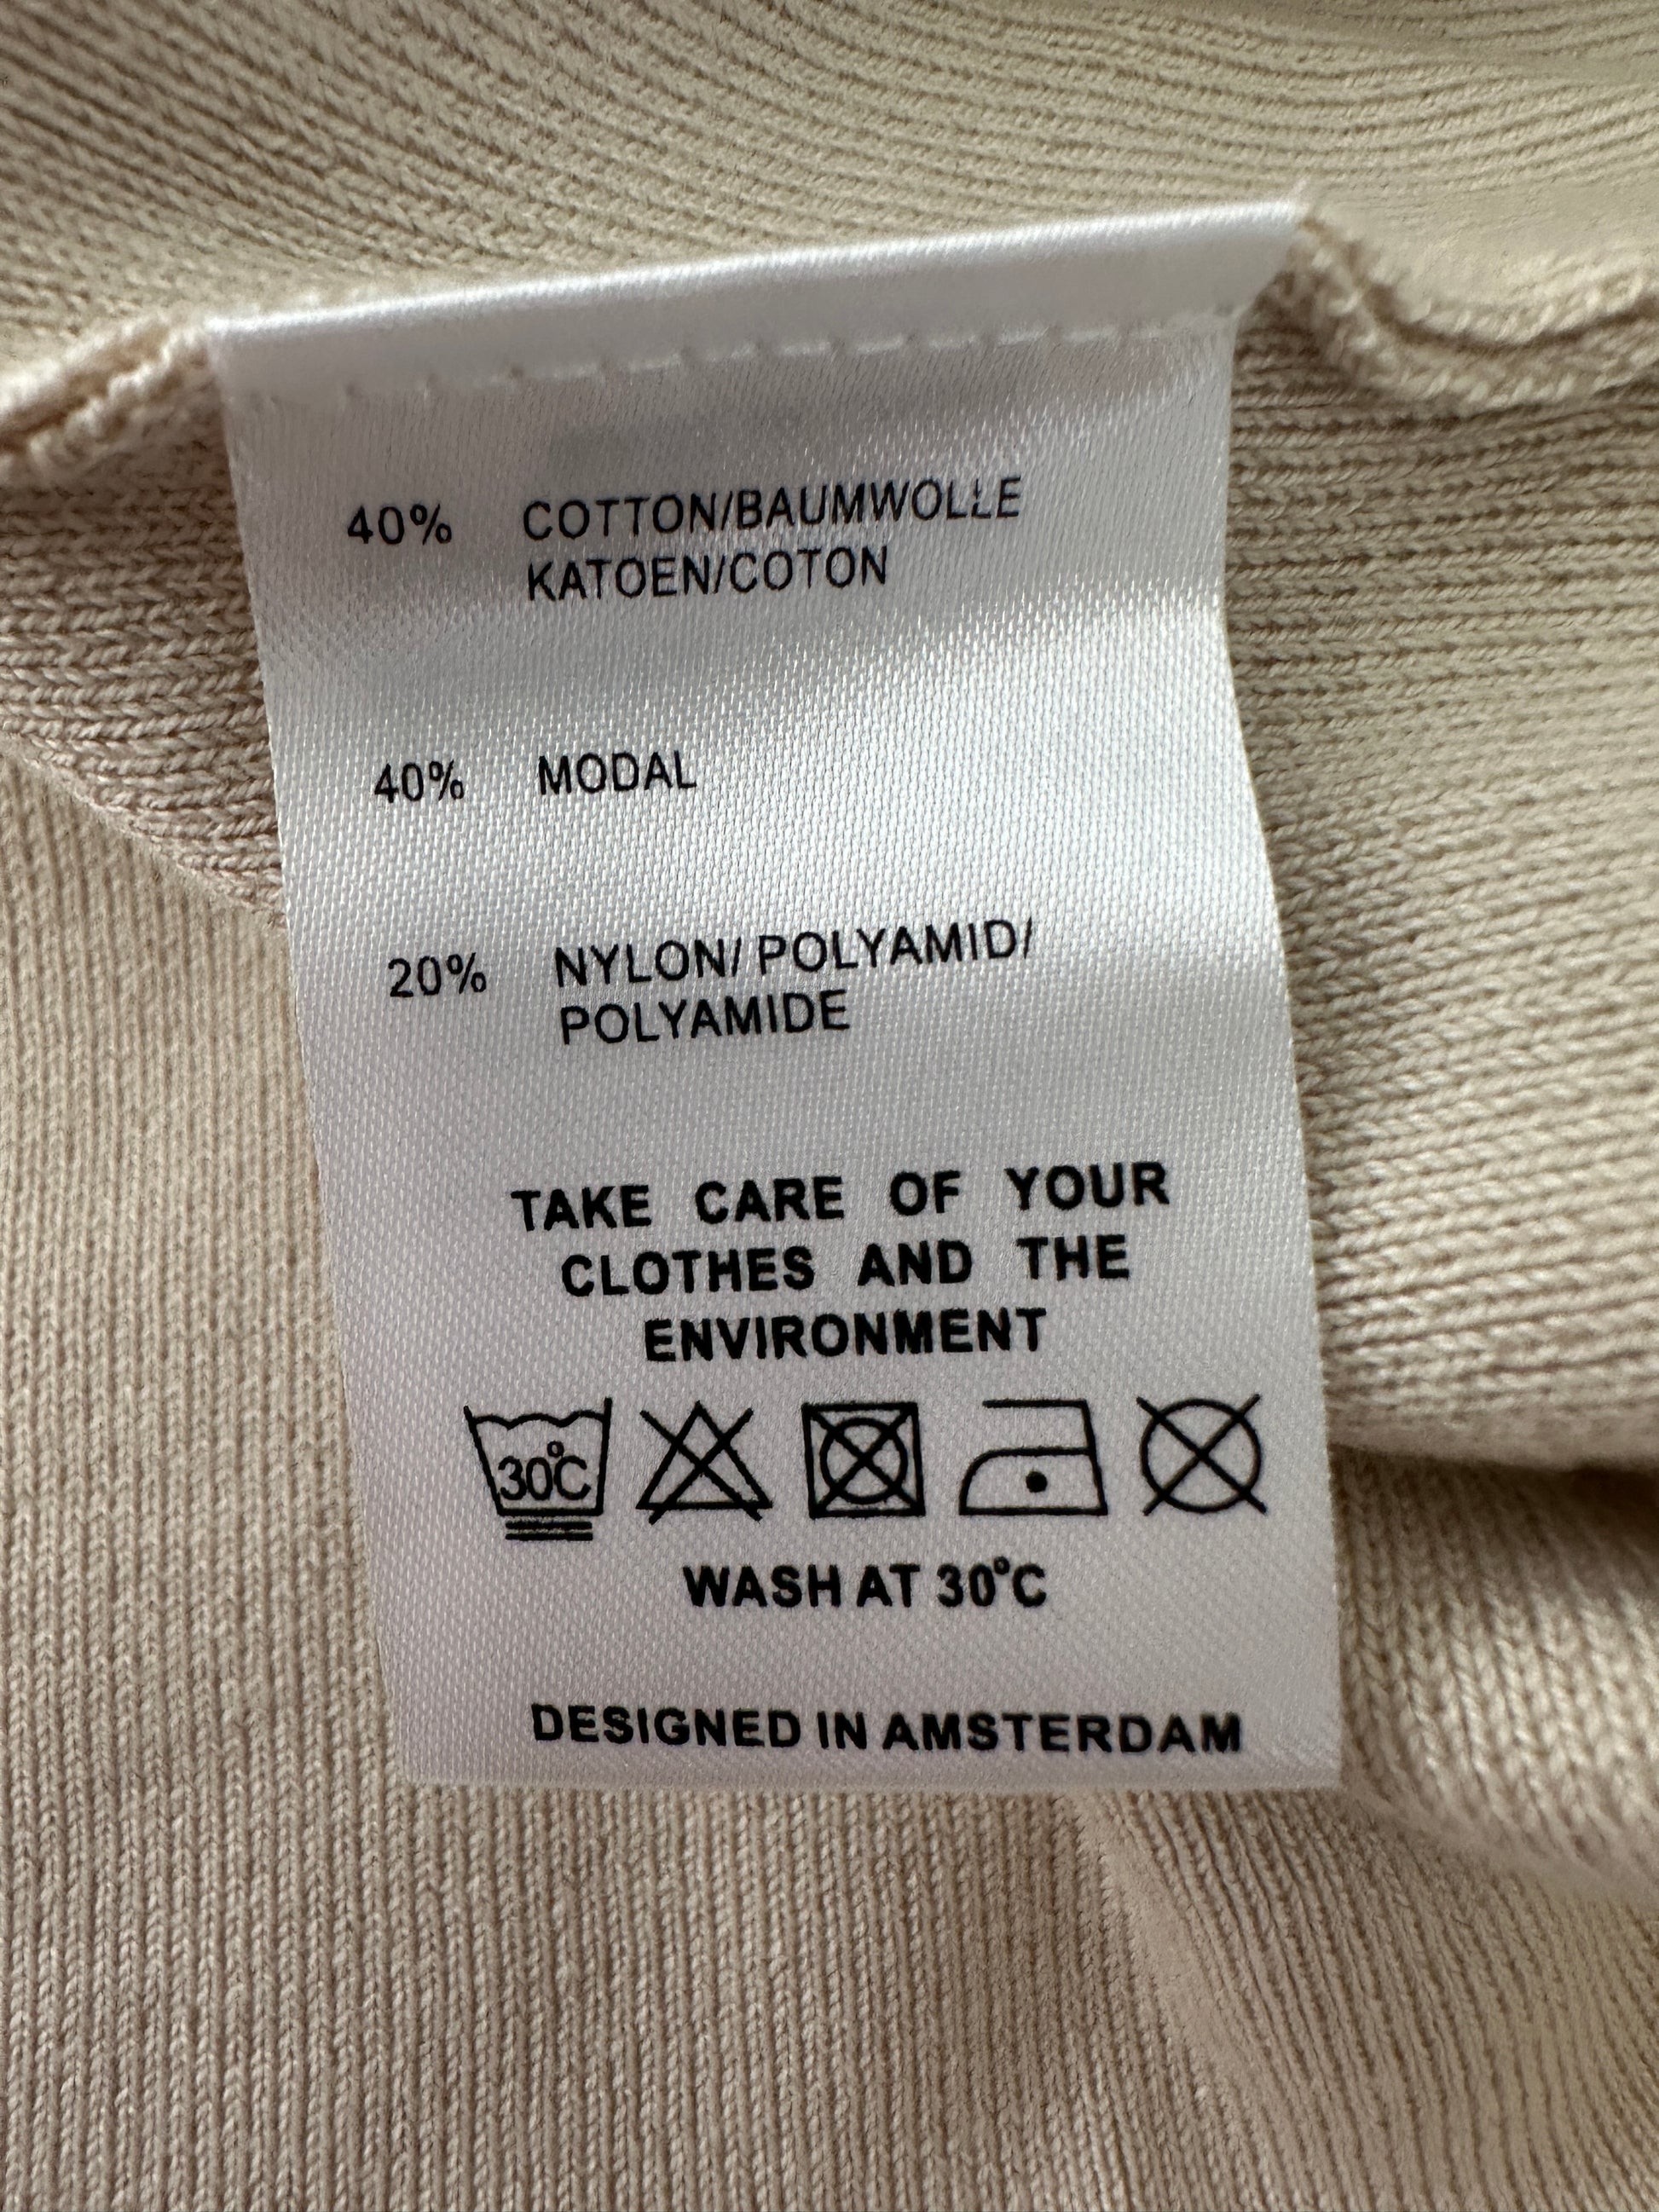 40% COTTON/BAUMWOLLE
KATOEN/COTON
40% MODAL
20% NYLON/ POLYAMID/
POLYAMIDE
TAKE CARE OF YOUR
CLOTHES AND THE
ENVIRONMENT
30°C
WASH AT 30°C
DESIGNED IN AMSTERDAM